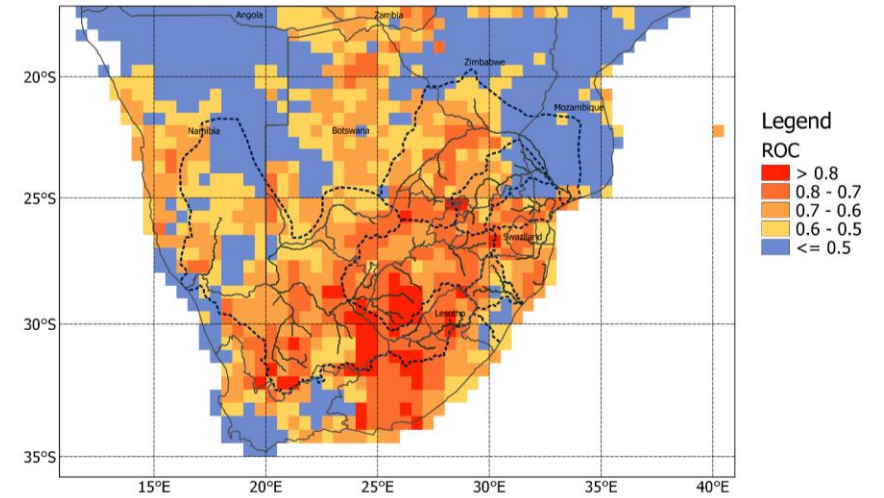 Angola
Zambia
20°S
Zimbabwe
Mozambique
Namibia
Botswana
25°S
Swaziland
30°S
Lesotho
35°S
15°E
20°E
25°E
30°E
35°E
40°E
Legend
ROC
> 0.8
0.8 - 0.7
0.7 - 0.6
0.6 - 0.5
<= 0.5